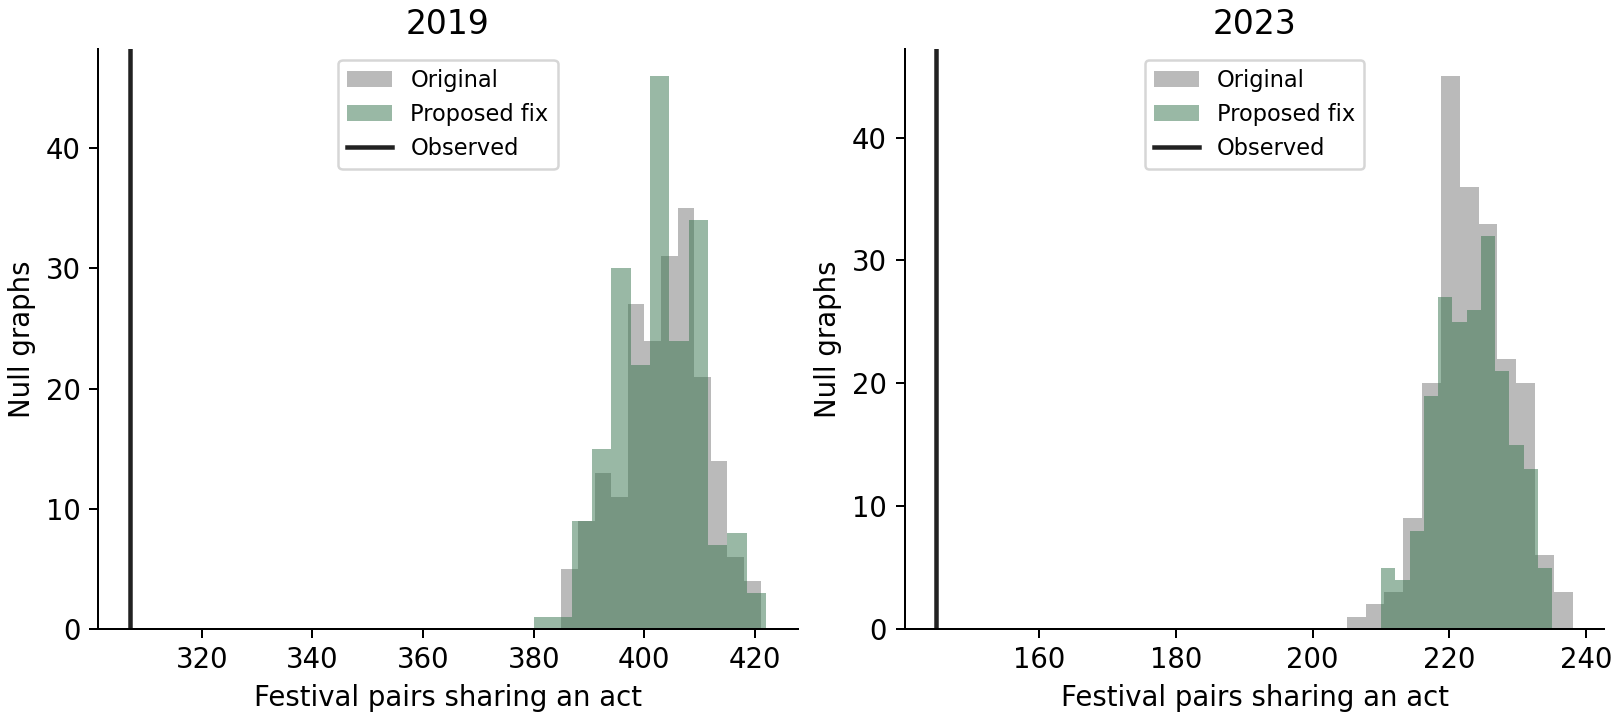 2019
Original
Proposed fix
Observed
Null graphs
40
30
20
10
0
320
340
360
380
400
420
Festival pairs sharing an act
2023
Original
Proposed fix
Observed
Null graphs
40
30
20
10
0
160
180
200
220
240
Festival pairs sharing an act